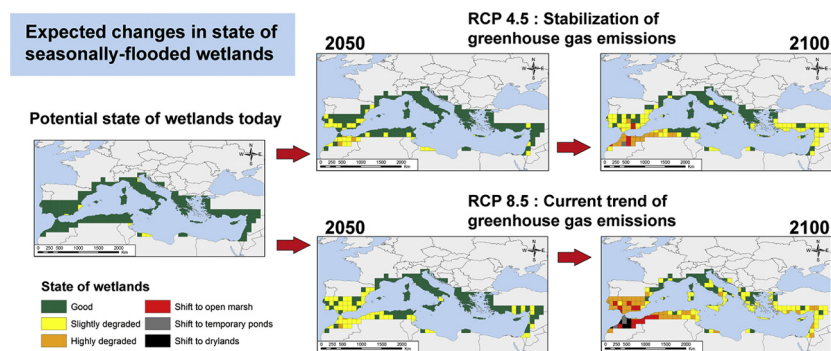 Expected changes in state of
seasonally-flooded wetlands
RCP 4.5 : Stabilization of
greenhouse gas emissions
2050
2100
Potential state of wetlands today
RCP 8.5 : Current trend of
greenhouse gas emissions
2050
2100
State of wetlands
Good
Slightly degraded
Highly degraded
Shift to open marsh
Shift to temporary ponds
Shift to drylands